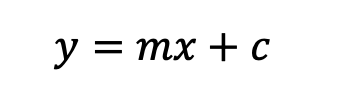 y = mx + c